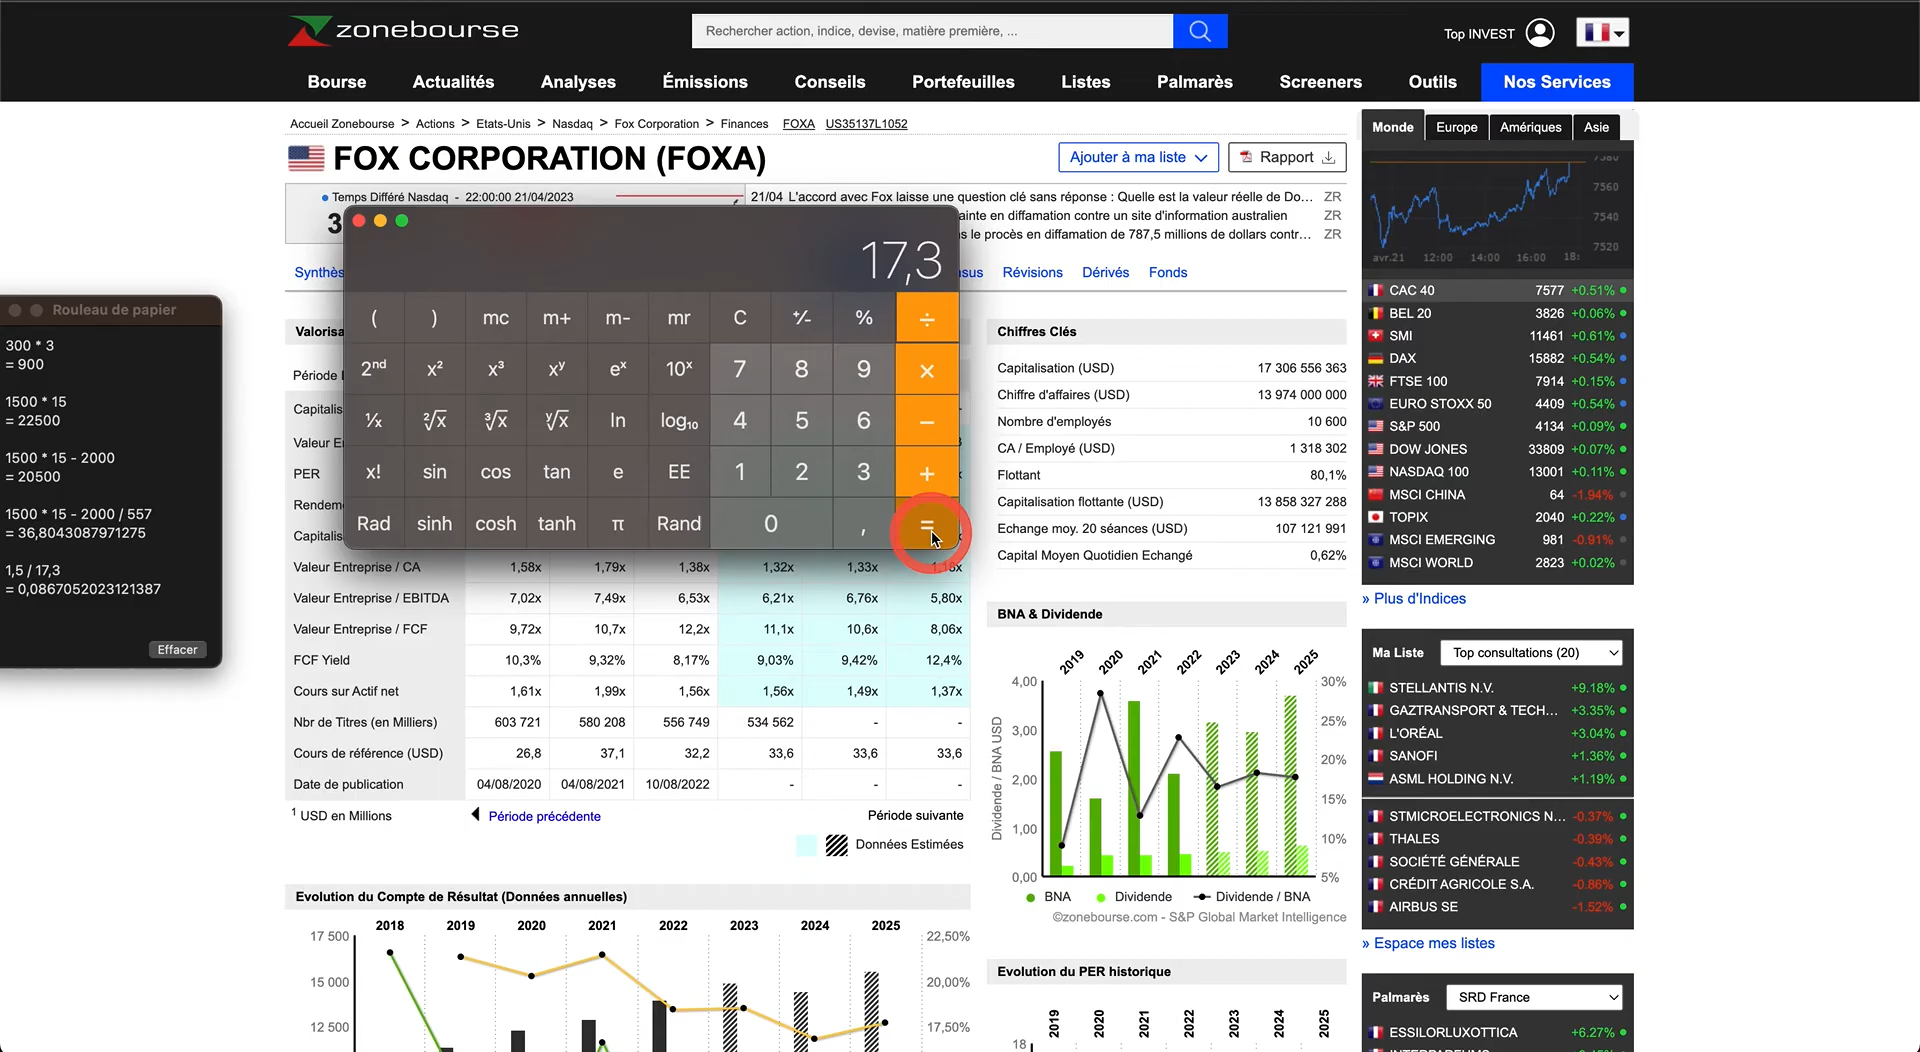 zonebourse
Rechercher action, indice, devise, matière première, ...
Top INVEST
Bourse Actualités Analyses Émissions Conseils Portefeuilles Listes Palmarès Screeners Outils Nos Services
Accueil Zonebourse > Actions > Etats-Unis > Nasdaq > Fox Corporation > Finances FOXA US35137L1052
FOX CORPORATION (FOXA)
Ajouter à ma liste
Rapport
Temps Différé Nasdaq - 22:00:00 21/04/2023
3
21/04 L'accord avec Fox laisse une question clé sans réponse : Quelle est la valeur réelle de Do... ZR
ainte en diffamation contre un site d'information australien ZR
s le procès en diffamation de 787,5 millions de dollars contr... ZR
Synthès
sus Révisions Dérivés Fonds
Rouleau de papier
300 * 3
= 900
1500 * 15
= 22500
1500 * 15 - 2000
= 20500
1500 * 15 - 2000 / 557
= 36,8043087971275
1,5 / 17,3
= 0,0867052023121387
Effacer
17,3
( ) mc m+ m- mr C ⁺∕₋ % ÷
2nd x² x³ xʸ eˣ 10ˣ 7 8 9 ×
¹∕ₓ ²√x ³√x ʸ√x ln log₁₀ 4 5 6 −
x! sin cos tan e EE 1 2 3 +
Rad sinh cosh tanh π Rand 0 , =
Valorisa
Période
Capitalis
Valeur E
PER
Rendem
Capitalis
Valeur Entreprise / CA 1,58x 1,79x 1,38x 1,32x 1,33x 1,18x
Valeur Entreprise / EBITDA 7,02x 7,49x 6,53x 6,21x 6,76x 5,80x
Valeur Entreprise / FCF 9,72x 10,7x 12,2x 11,1x 10,6x 8,06x
FCF Yield 10,3% 9,32% 8,17% 9,03% 9,42% 12,4%
Cours sur Actif net 1,61x 1,99x 1,56x 1,56x 1,49x 1,37x
Nbr de Titres (en Milliers) 603 721 580 208 556 749 534 562 - -
Cours de référence (USD) 26,8 37,1 32,2 33,6 33,6 33,6
Date de publication 04/08/2020 04/08/2021 10/08/2022 - - -
1 USD en Millions
Période précédente
Période suivante
Données Estimées
Evolution du Compte de Résultat (Données annuelles)
2018 2019 2020 2021 2022 2023 2024 2025
17 500 22,50%
15 000 20,00%
12 500 17,50%
Chiffres Clés
Capitalisation (USD) 17 306 556 363
Chiffre d'affaires (USD) 13 974 000 000
Nombre d'employés 10 600
CA / Employé (USD) 1 318 302
Flottant 80,1%
Capitalisation flottante (USD) 13 858 327 288
Echange moy. 20 séances (USD) 107 121 991
Capital Moyen Quotidien Echangé 0,62%
BNA & Dividende
2019 2020 2021 2022 2023 2024 2025
4,00 30%
25%
3,00
20%
2,00
15%
1,00
10%
0,00 5%
Dividende / BNA USD
BNA Dividende Dividende / BNA
©zonebourse.com - S&P Global Market Intelligence
Evolution du PER historique
2019 2020 2021 2022 2023 2024 2025
18
Monde Europe Amériques Asie
7580
7560
7540
7520
avr.21 12:00 14:00 16:00 18:
CAC 40 7577 +0.51%
BEL 20 3826 +0.06%
SMI 11461 +0.61%
DAX 15882 +0.54%
FTSE 100 7914 +0.15%
EURO STOXX 50 4409 +0.54%
S&P 500 4134 +0.09%
DOW JONES 33809 +0.07%
NASDAQ 100 13001 +0.11%
MSCI CHINA 64 -1.94%
TOPIX 2040 +0.22%
MSCI EMERGING 981 -0.91%
MSCI WORLD 2823 +0.02%
» Plus d'Indices
Ma Liste Top consultations (20)
STELLANTIS N.V. +9.18%
GAZTRANSPORT & TECH... +3.35%
L'ORÉAL +3.04%
SANOFI +1.36%
ASML HOLDING N.V. +1.19%
STMICROELECTRONICS N... -0.37%
THALES -0.39%
SOCIÉTÉ GÉNÉRALE -0.43%
CRÉDIT AGRICOLE S.A. -0.86%
AIRBUS SE -1.52%
» Espace mes listes
Palmarès SRD France
ESSILORLUXOTTICA +6.27%